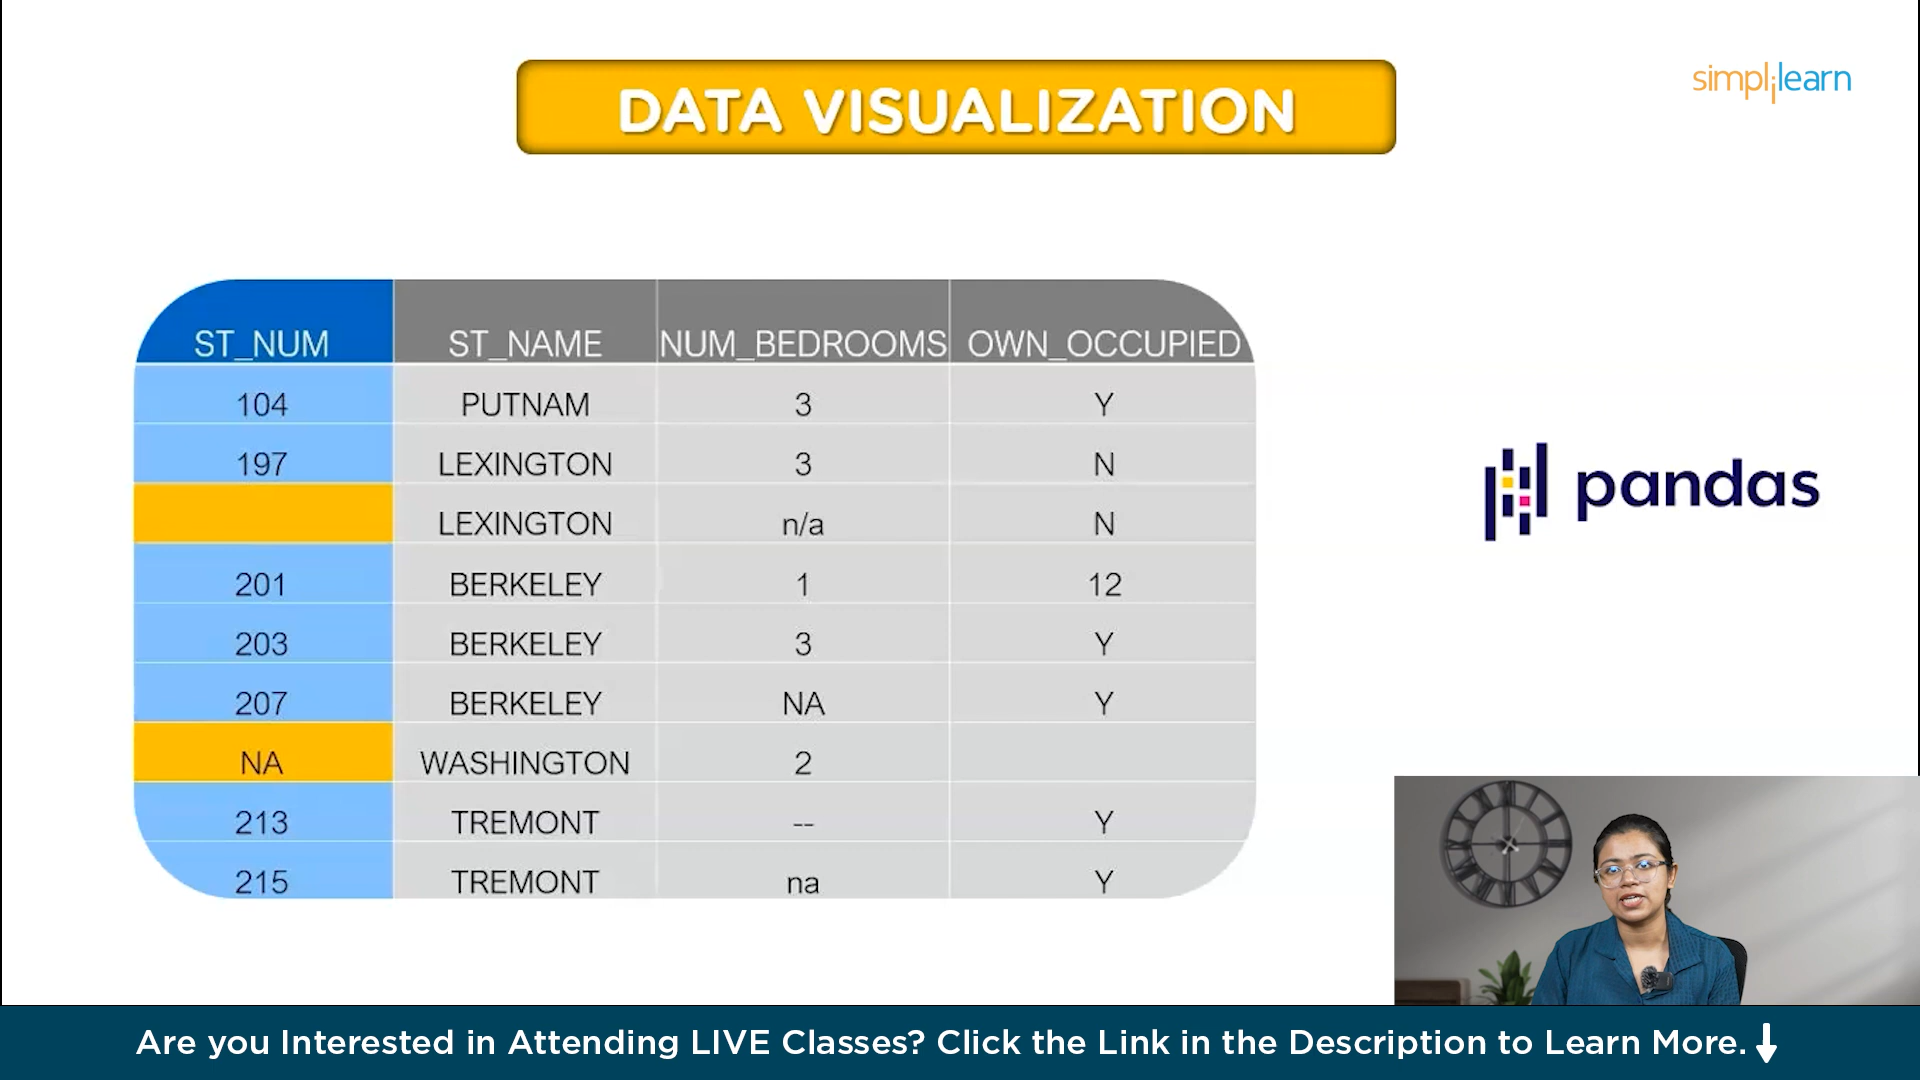 simplilearn
DATA VISUALIZATION
ST_NUM ST_NAME NUM_BEDROOMS OWN_OCCUPIED
104 PUTNAM 3 Y
197 LEXINGTON 3 N
LEXINGTON n/a N
201 BERKELEY 1 12
203 BERKELEY 3 Y
207 BERKELEY NA Y
NA WASHINGTON 2
213 TREMONT -- Y
215 TREMONT na Y
pandas
Are you Interested in Attending LIVE Classes? Click the Link in the Description to Learn More.